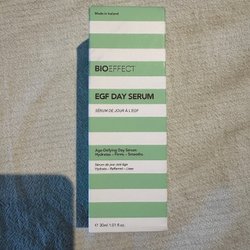 Made in Iceland
BIOEFFECT
EGF DAY SERUM
SÉRUM DE JOUR À L'EGF
Age-Defying Day Serum
Hydrates – Firms – Smooths
Sérum de jour anti-âge
Hydrate – Raffermit – Lisse
℮ 30ml 1.01 fl.oz